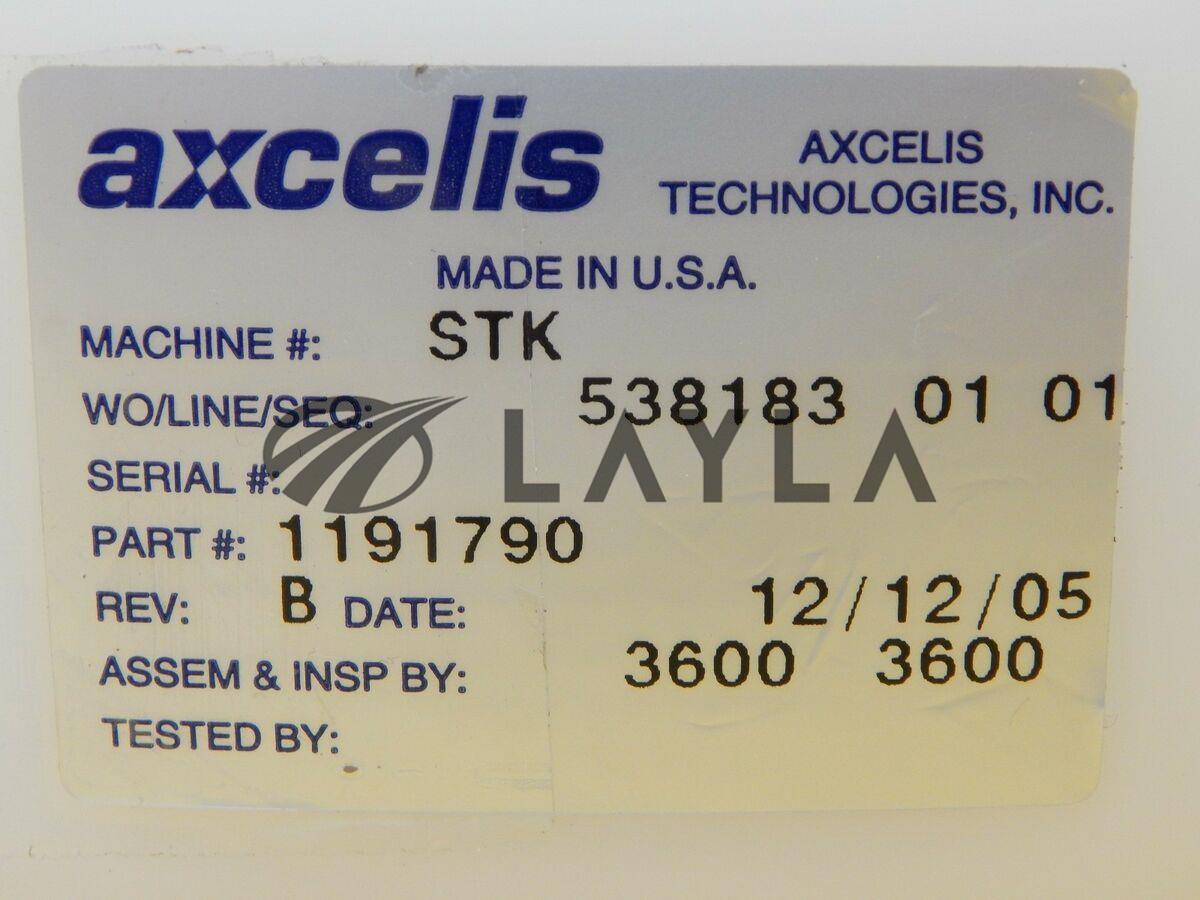 axcelis
AXCELIS
TECHNOLOGIES, INC.
MADE IN U.S.A.
MACHINE #: STK
WO/LINE/SEQ: 538183 01 01
LAYLA
SERIAL #:
PART #: 1191790
REV: B DATE: 12/12/05
ASSEM & INSP BY: 3600 3600
TESTED BY: